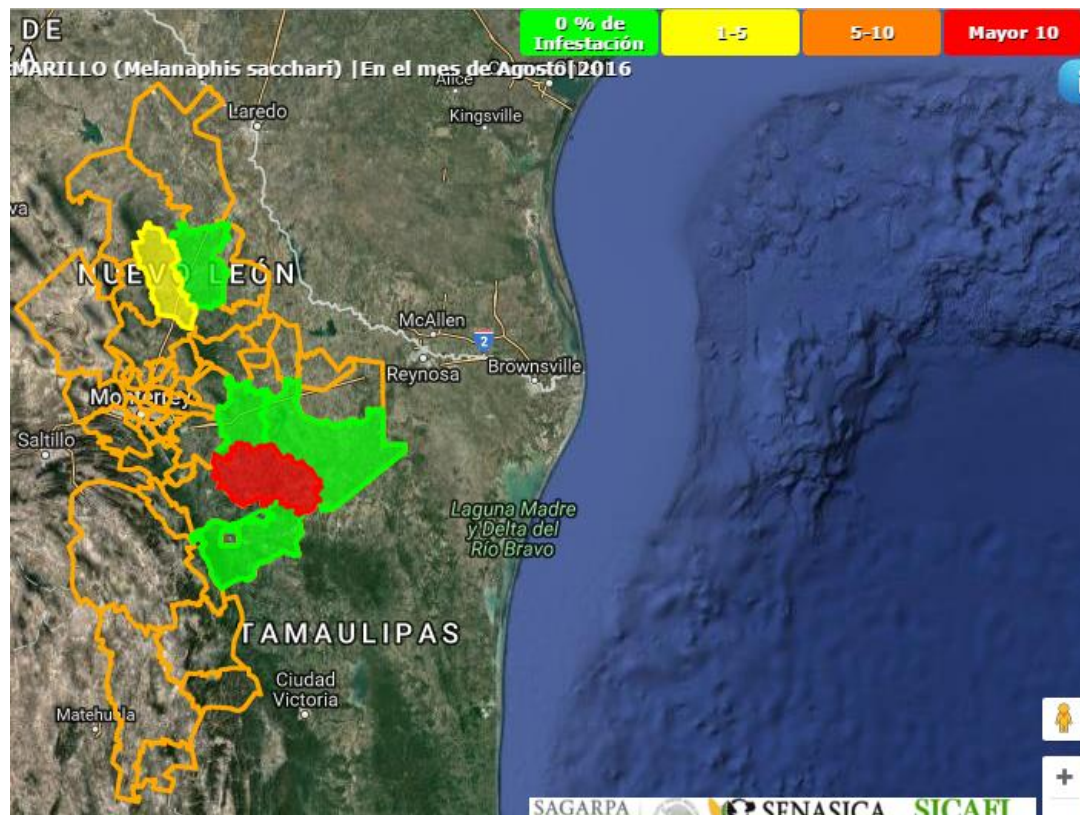 DE
0 % de
Infestación
1-5
5-10
Mayor 10
MARILLO (Melanaphis sacchari) |En el mes de Agosto|2016
Alice
Laredo
Kingsville
NUEVO LEÓN
McAllen
2
Reynosa
Brownsville
Monterrey
Saltillo
Laguna Madre
y Delta del
Río Bravo
TAMAULIPAS
Ciudad
Victoria
Matehuala
+
SAGARPA
SENASICA
SICAFI